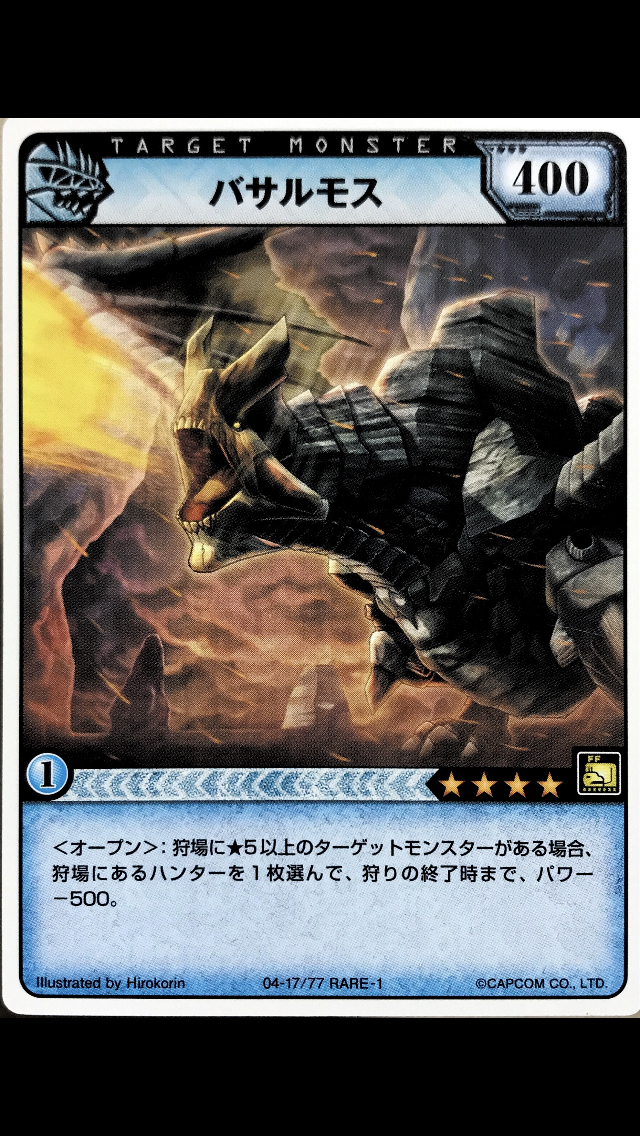 TARGET MONSTER
バサルモス
400
1
FF
<オープン>：狩場に★5以上のターゲットモンスターがある場合、
狩場にあるハンターを1枚選んで、狩りの終了時まで、パワー
−500。
Illustrated by Hirokorin
04-17/77 RARE-1
©CAPCOM CO., LTD.